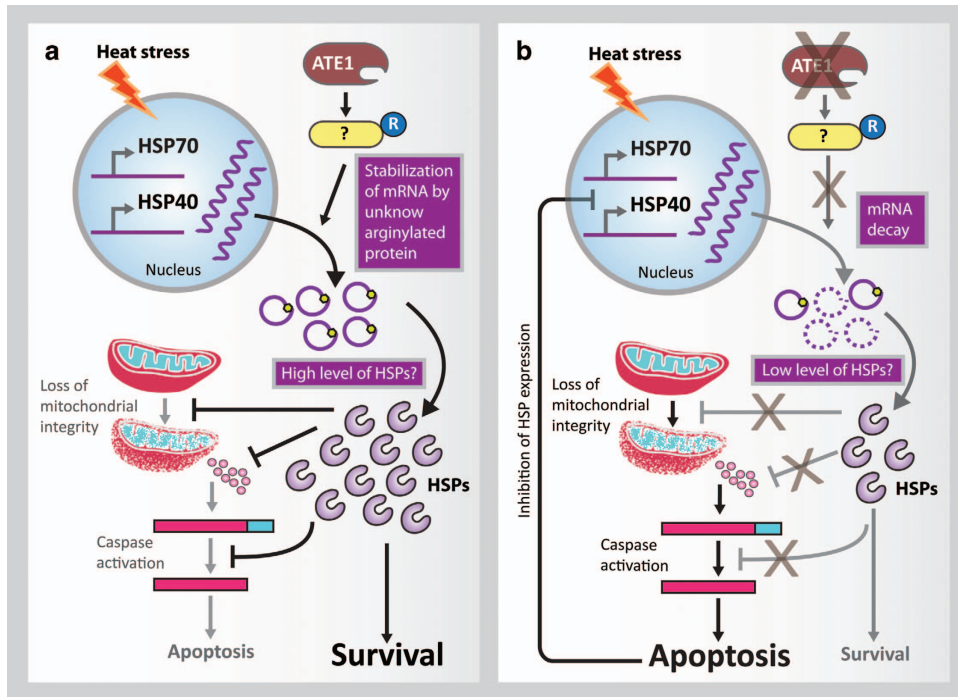 a
Heat stress
ATE1
?
R
HSP70
HSP40
Nucleus
Stabilization
of mRNA by
unknow
arginylated
protein
High level of HSPs?
Loss of
mitochondrial
integrity
HSPs
Caspase
activation
Apoptosis
Survival
b
Heat stress
ATE1
?
R
HSP70
HSP40
Nucleus
mRNA
decay
Low level of HSPs?
Inhibition of HSP expression
Loss of
mitochondrial
integrity
HSPs
Caspase
activation
Apoptosis
Survival